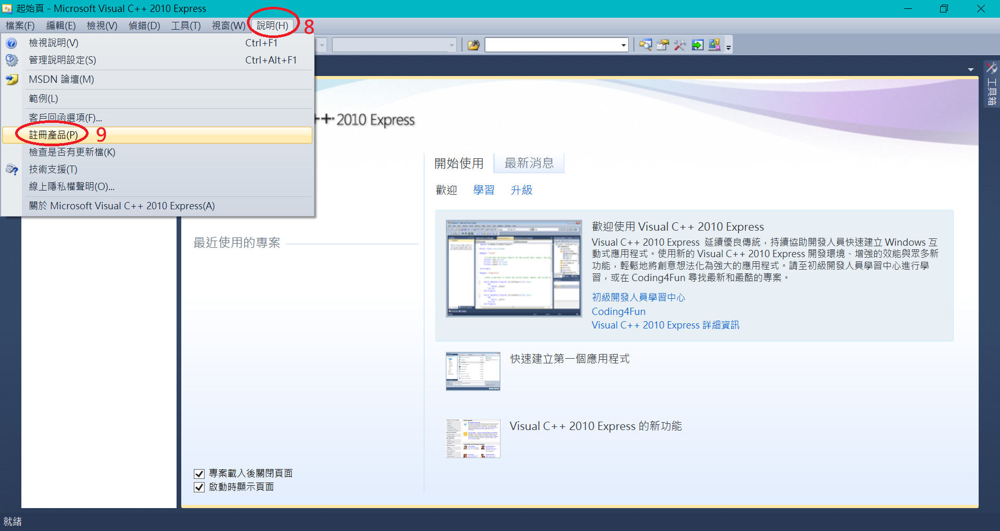 起始頁 - Microsoft Visual C++ 2010 Express
檔案(F) 編輯(E) 檢視(V) 偵錯(D) 工具(T) 視窗(W) 說明(H) 8
檢視說明(V) Ctrl+F1
管理說明設定(S) Ctrl+Alt+F1
MSDN 論壇(M)
範例(L)
客戶回函選項(F)...
註冊產品(P) 9
檢查是否有更新檔(K)
技術支援(T)
線上隱私權聲明(O)...
關於 Microsoft Visual C++ 2010 Express(A)
工具箱
++ 2010 Express
最近使用的專案
專案載入後關閉頁面
啟動時顯示頁面
開始使用 最新消息
歡迎 學習 升級
歡迎使用 Visual C++ 2010 Express
Visual C++ 2010 Express 延續優良傳統，持續協助開發人員快速建立 Windows 互
動式應用程式。使用新的 Visual C++ 2010 Express 開發環境、增強的效能與眾多新
功能，輕鬆地將創意想法化為強大的應用程式。請至初級開發人員學習中心進行學
習，或在 Coding4Fun 尋找最新和最酷的專案。
初級開發人員學習中心
Coding4Fun
Visual C++ 2010 Express 詳細資訊
快速建立第一個應用程式
Visual C++ 2010 Express 的新功能
就緒